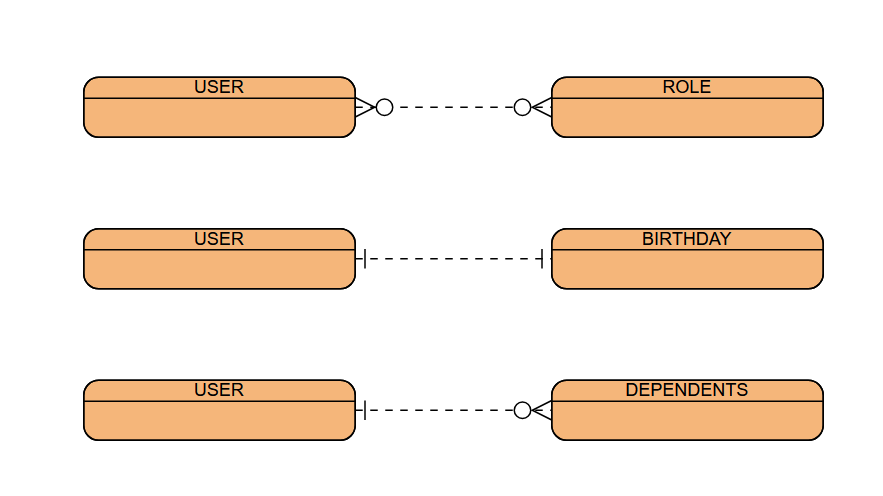 USER
ROLE
USER
BIRTHDAY
USER
DEPENDENTS